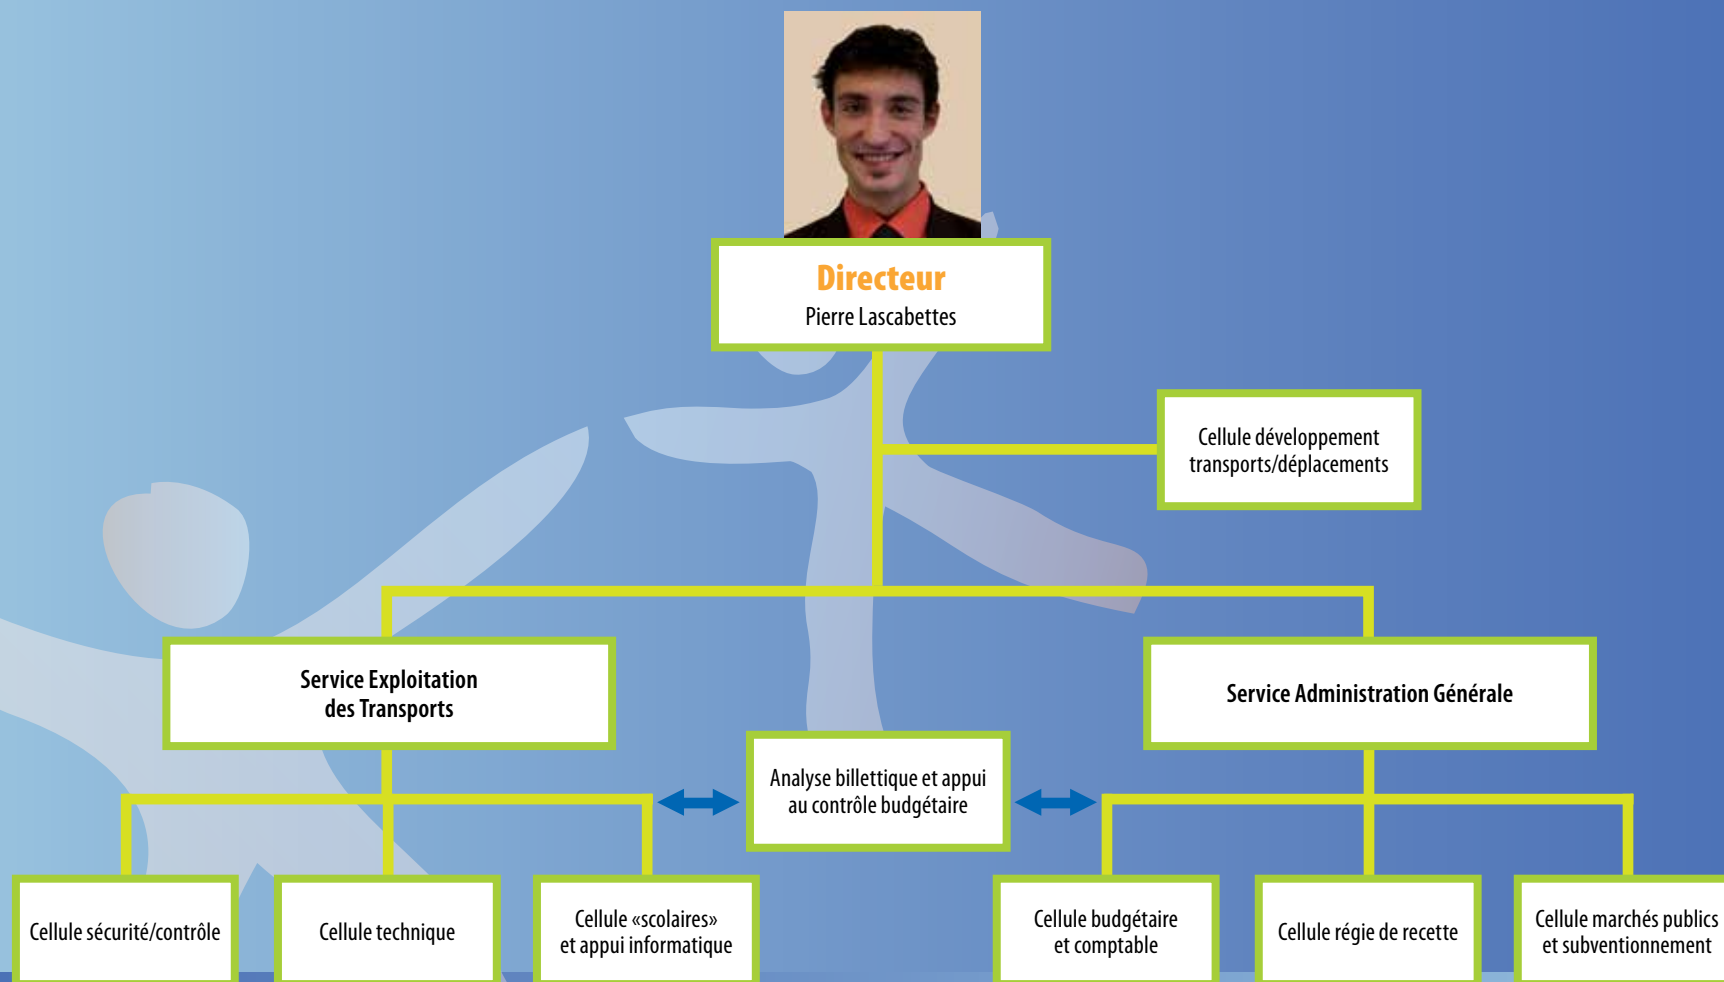 Directeur
Pierre Lascabettes
Cellule développement
transports/déplacements
Service Exploitation
des Transports
Service Administration Générale
Analyse billettique et appui
au contrôle budgétaire
Cellule sécurité/contrôle
Cellule technique
Cellule «scolaires»
et appui informatique
Cellule budgétaire
et comptable
Cellule régie de recette
Cellule marchés publics
et subventionnement